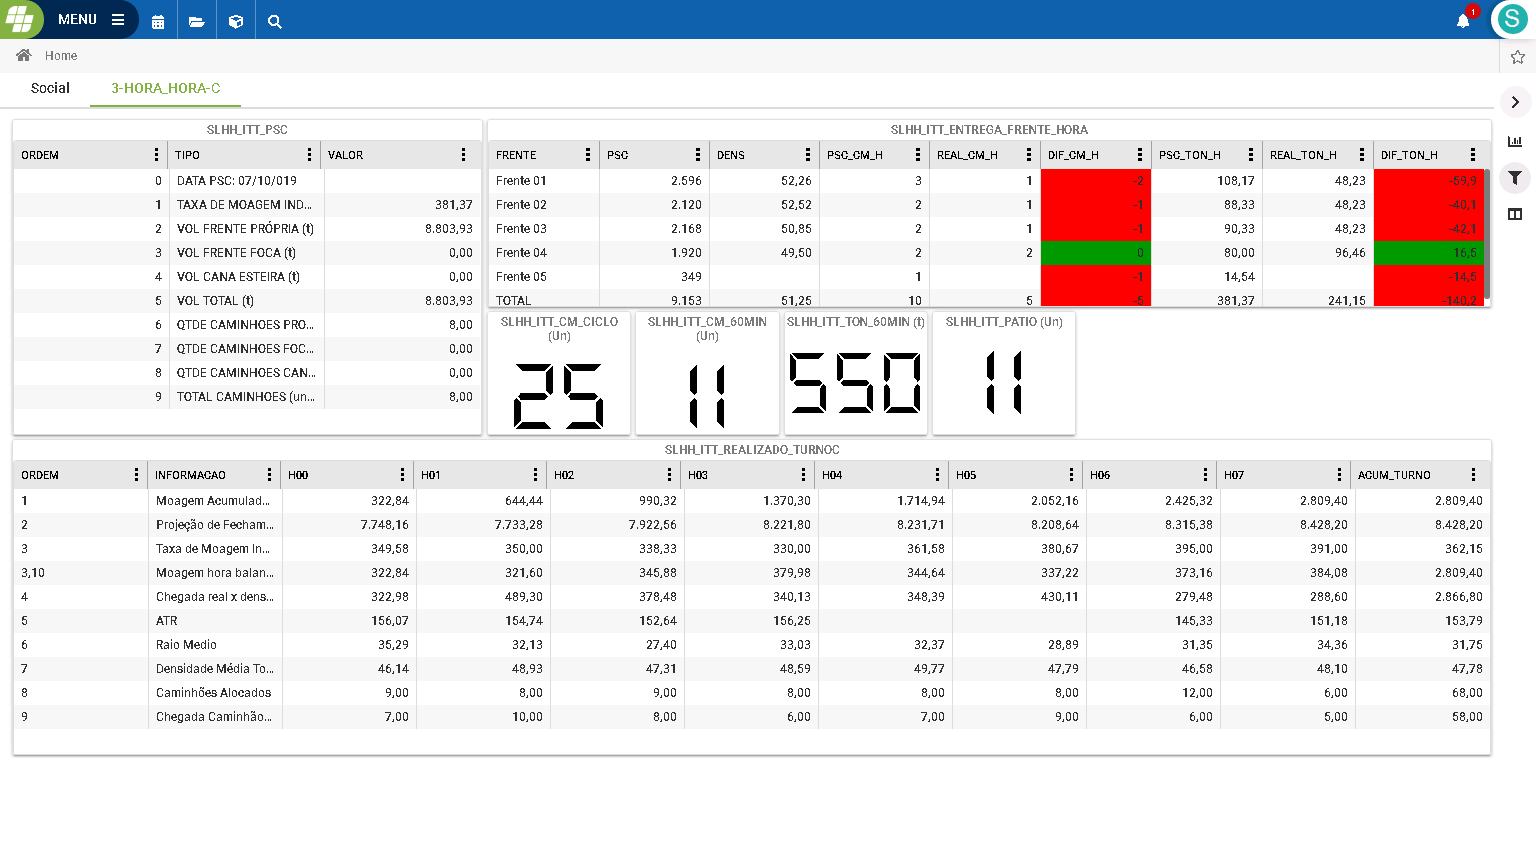 MENU
1
S
Home
Social 3-HORA_HORA-C
SLHH_ITT_PSC
ORDEM TIPO VALOR
0 DATA PSC: 07/10/019
1 TAXA DE MOAGEM IND... 381,37
2 VOL FRENTE PRÓPRIA (t) 8.803,93
3 VOL FRENTE FOCA (t) 0,00
4 VOL CANA ESTEIRA (t) 0,00
5 VOL TOTAL (t) 8.803,93
6 QTDE CAMINHOES PRO... 8,00
7 QTDE CAMINHOES FOC... 0,00
8 QTDE CAMINHOES CAN... 0,00
9 TOTAL CAMINHOES (un... 8,00
SLHH_ITT_ENTREGA_FRENTE_HORA
FRENTE PSC DENS PSC_CM_H REAL_CM_H DIF_CM_H PSC_TON_H REAL_TON_H DIF_TON_H
Frente 01 2.596 52,26 3 1 -2 108,17 48,23 -59,9
Frente 02 2.120 52,52 2 1 -1 88,33 48,23 -40,1
Frente 03 2.168 50,85 2 1 -1 90,33 48,23 -42,1
Frente 04 1.920 49,50 2 2 0 80,00 96,46 16,5
Frente 05 349 1 -1 14,54 -14,5
TOTAL 9.153 51,25 10 5 -5 381,37 241,15 -140,2
SLHH_ITT_CM_CICLO
(Un)
25
SLHH_ITT_CM_60MIN
(Un)
11
SLHH_ITT_TON_60MIN (t)
550
SLHH_ITT_PATIO (Un)
11
SLHH_ITT_REALIZADO_TURNOC
ORDEM INFORMACAO H00 H01 H02 H03 H04 H05 H06 H07 ACUM_TURNO
1 Moagem Acumulad... 322,84 644,44 990,32 1.370,30 1.714,94 2.052,16 2.425,32 2.809,40 2.809,40
2 Projeção de Fecham... 7.748,16 7.733,28 7.922,56 8.221,80 8.231,71 8.208,64 8.315,38 8.428,20 8.428,20
3 Taxa de Moagem In... 349,58 350,00 338,33 330,00 361,58 380,67 395,00 391,00 362,15
3,10 Moagem hora balan... 322,84 321,60 345,88 379,98 344,64 337,22 373,16 384,08 2.809,40
4 Chegada real x dens... 322,98 489,30 378,48 340,13 348,39 430,11 279,48 288,60 2.866,80
5 ATR 156,07 154,74 152,64 156,25 145,33 151,18 153,79
6 Raio Medio 35,29 32,13 27,40 33,03 32,37 28,89 31,35 34,36 31,75
7 Densidade Média To... 46,14 48,93 47,31 48,59 49,77 47,79 46,58 48,10 47,78
8 Caminhões Alocados 9,00 8,00 9,00 8,00 8,00 8,00 12,00 6,00 68,00
9 Chegada Caminhão... 7,00 10,00 8,00 6,00 7,00 9,00 6,00 5,00 58,00